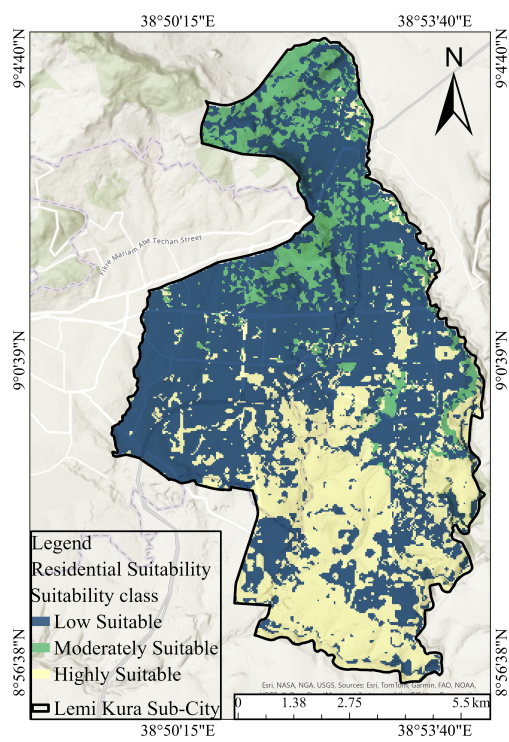 38°50'15"E 38°53'40"E
9°4'40"N
9°4'40"N
N
Fikre Mariam Aba Techan Street
9°0'39"N
9°0'39"N
8°56'38"N
8°56'38"N
Legend
Residential Suitability
Suitability class
Low Suitable
Moderately Suitable
Highly Suitable
Lemi Kura Sub-City
Esri, NASA, NGA, USGS, Sources: Esri, TomTom, Garmin, FAO, NOAA,
0 1.38 2.75 5.5 km
38°50'15"E 38°53'40"E